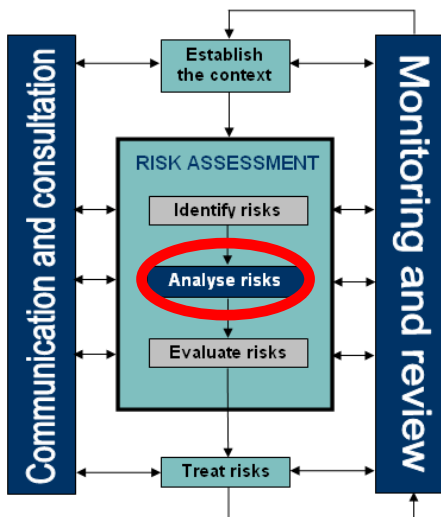 Establish
the context
Communication and consultation
Monitoring and review
RISK ASSESSMENT
Identify risks
Analyse risks
Evaluate risks
Treat risks